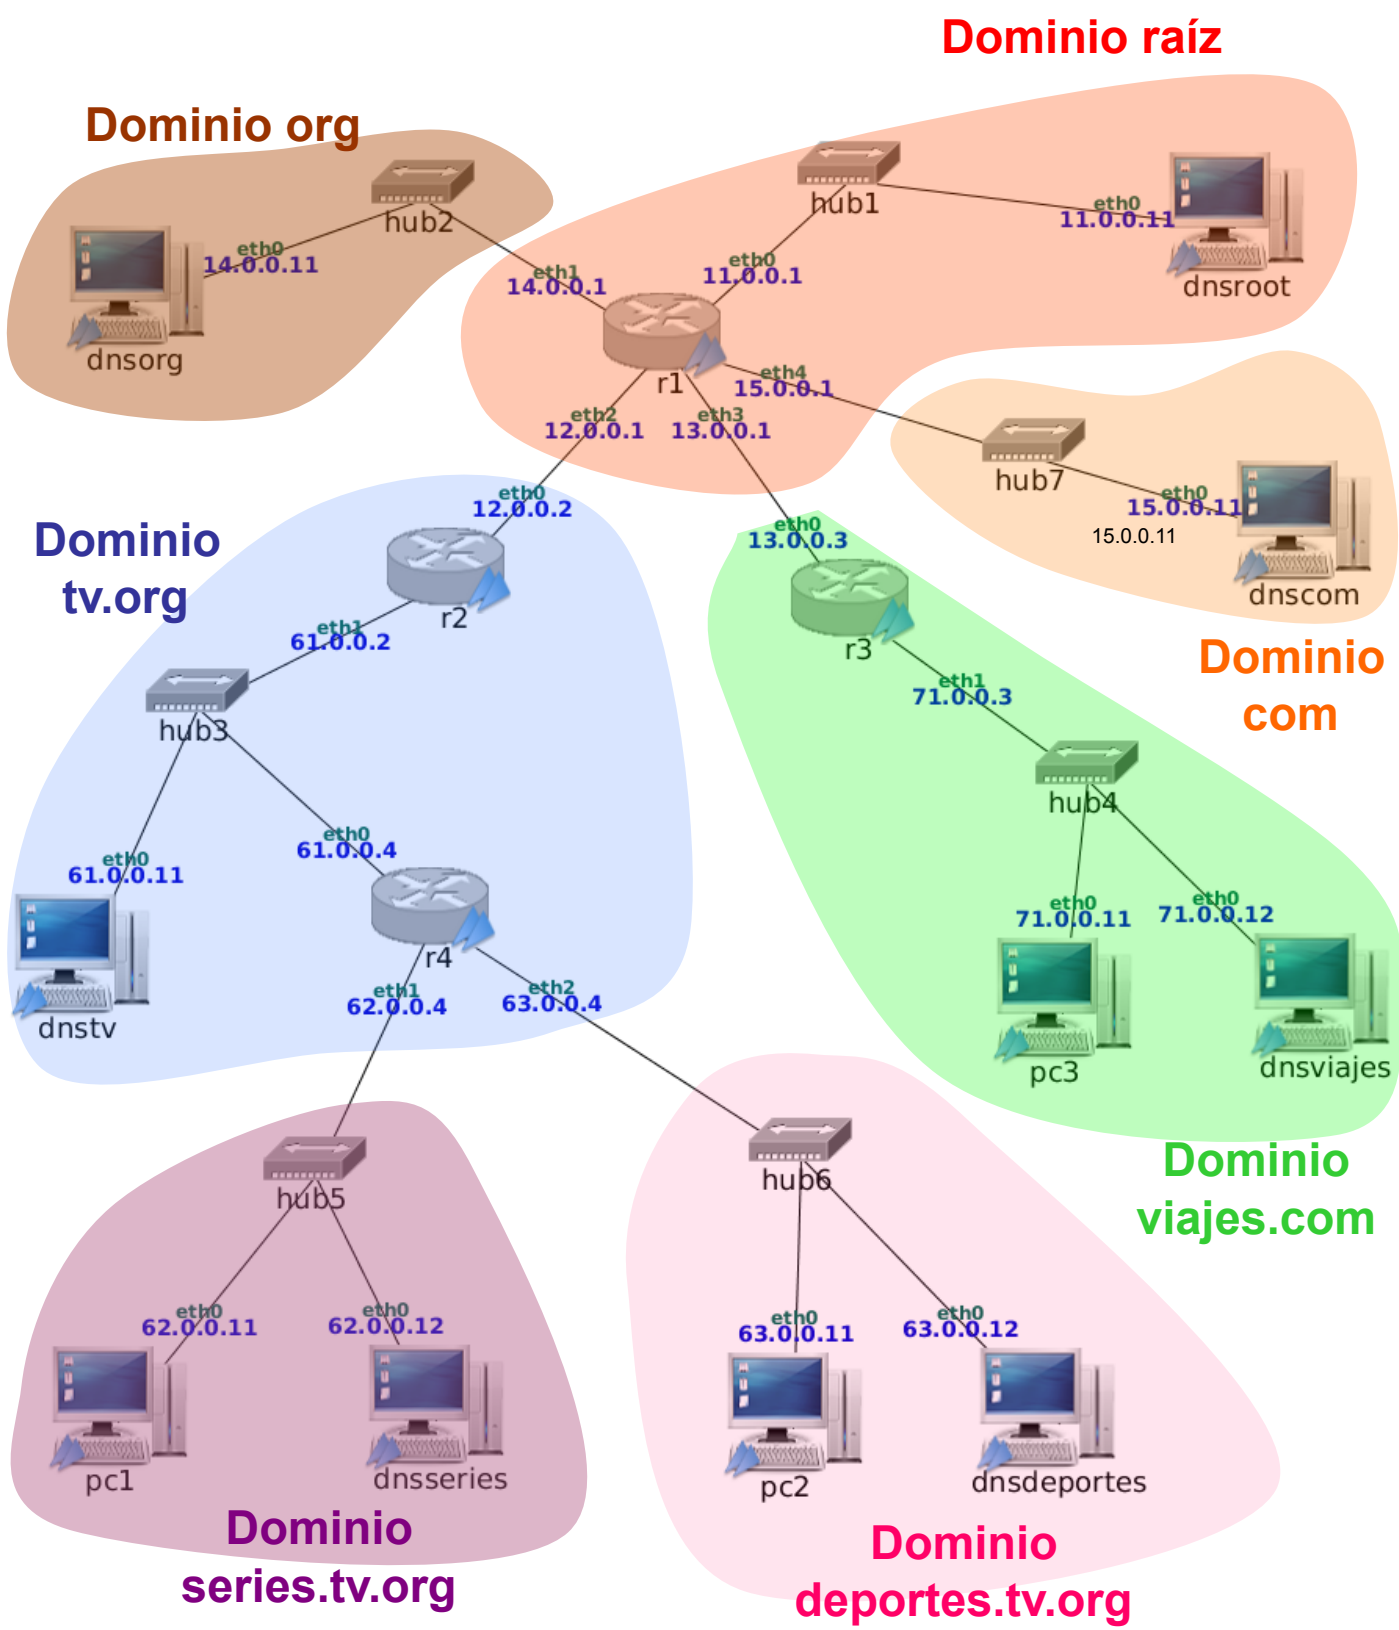 Dominio raíz
Dominio org
hub1
eth0
11.0.0.11
dnsroot
hub2
eth0
14.0.0.11
dnsorg
eth1
14.0.0.1
eth0
11.0.0.1
r1
eth4
15.0.0.1
eth2
12.0.0.1
eth3
13.0.0.1
hub7
eth0
15.0.0.11
15.0.0.11
dnscom
Dominio
com
Dominio
tv.org
eth0
12.0.0.2
r2
eth1
61.0.0.2
hub3
eth0
61.0.0.11
dnstv
eth0
61.0.0.4
r4
eth1
62.0.0.4
eth2
63.0.0.4
eth0
13.0.0.3
r3
eth1
71.0.0.3
hub4
eth0
71.0.0.11
eth0
71.0.0.12
pc3
dnsviajes
Dominio
viajes.com
hub5
eth0
62.0.0.11
eth0
62.0.0.12
pc1
dnsseries
Dominio
series.tv.org
hub6
eth0
63.0.0.11
eth0
63.0.0.12
pc2
dnsdeportes
Dominio
deportes.tv.org